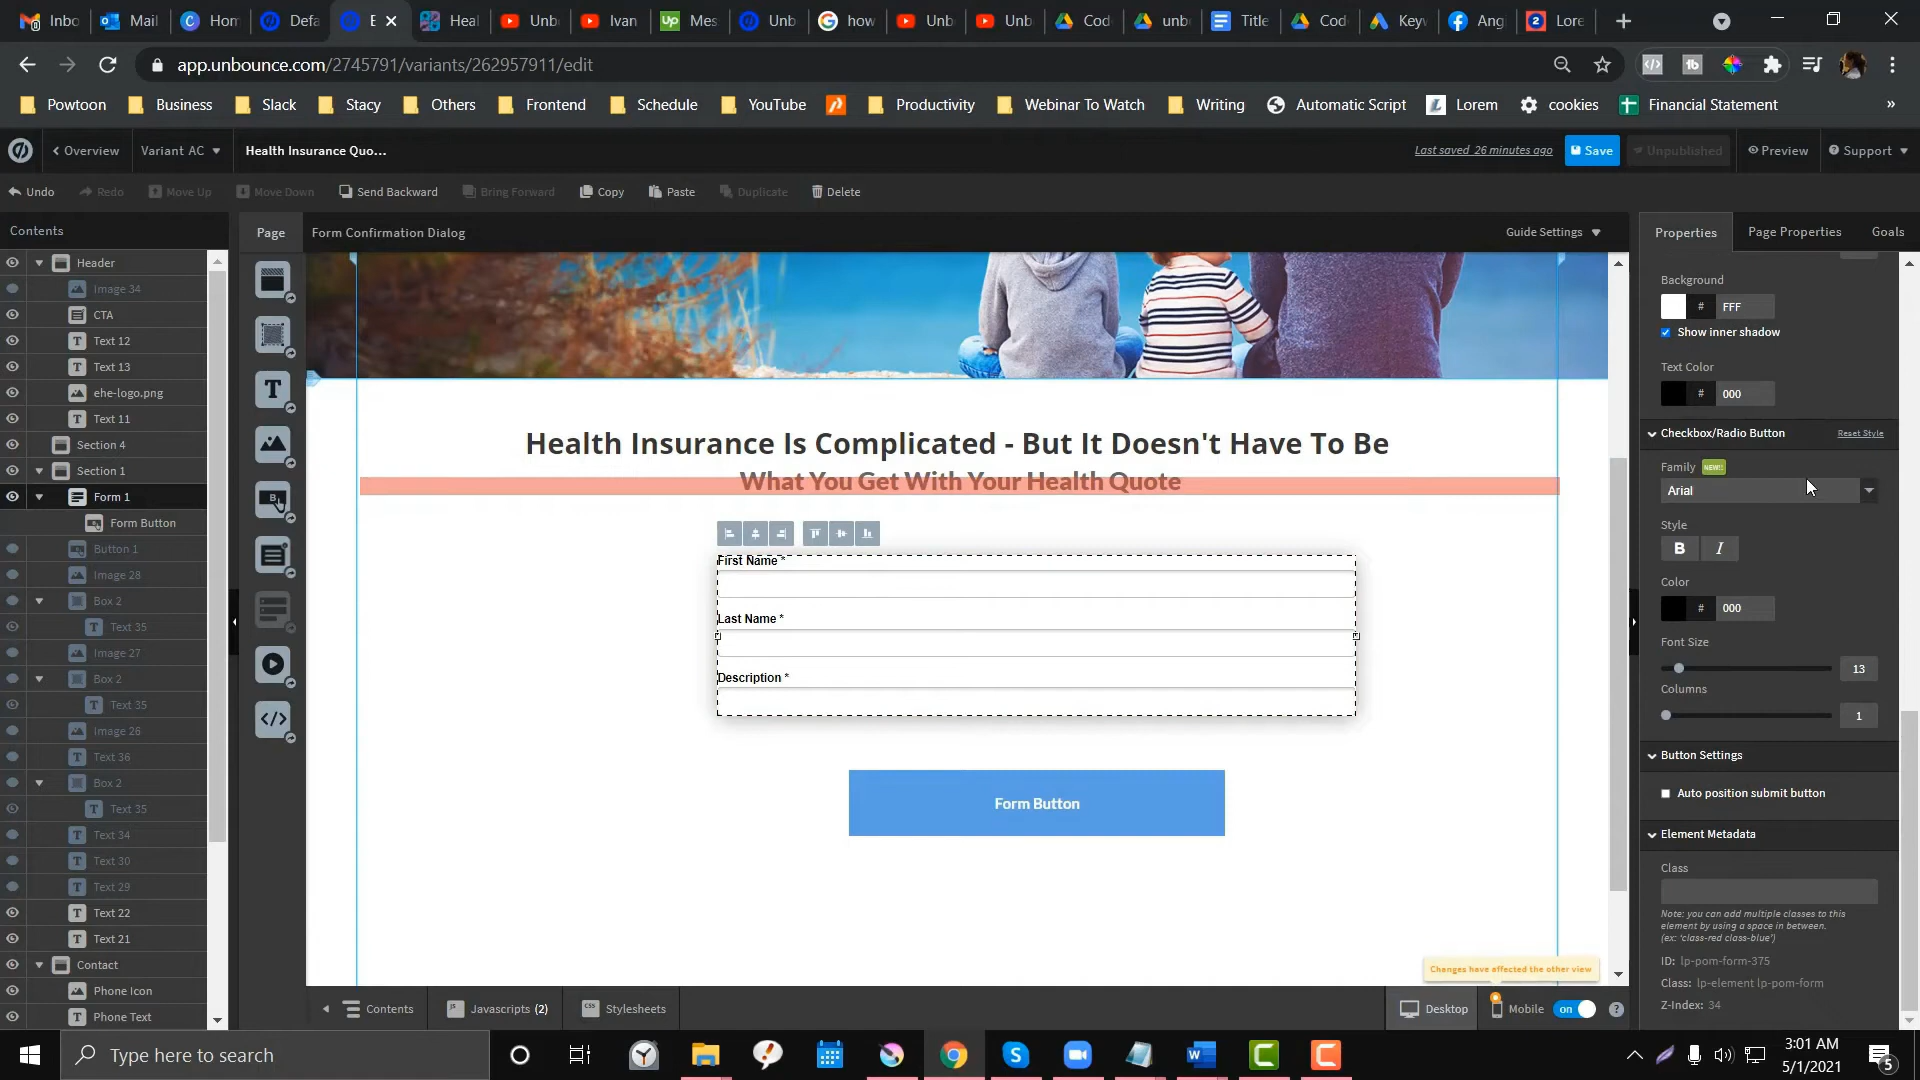 Inbo
Mail
Hom
Defa
E
Heal
Unb
Ivan
Mes
Unb
how
Unb
Unb
Cod
unb
Title
Cod
Key
Ang
Lore
app.unbounce.com/2745791/variants/262957911/edit
Powtoon
Business
Slack
Stacy
Others
Frontend
Schedule
YouTube
Productivity
Webinar To Watch
Writing
Automatic Script
Lorem
cookies
Financial Statement
»
Overview
Variant AC
Health Insurance Quo...
Last saved 26 minutes ago
Save
Unpublished
Preview
Support
Undo
Redo
Move Up
Move Down
Send Backward
Bring Forward
Copy
Paste
Duplicate
Delete
Contents
Page
Form Confirmation Dialog
Guide Settings
Properties
Page Properties
Goals
Header
Image 34
CTA
Text 12
Text 13
ehe-logo.png
Text 11
Section 4
Section 1
Form 1
Form Button
Button 1
Image 28
Box 2
Text 35
Image 27
Box 2
Text 35
Image 26
Text 36
Box 2
Text 35
Text 34
Text 30
Text 29
Text 22
Text 21
Contact
Phone Icon
Phone Text
Health Insurance Is Complicated - But It Doesn't Have To Be
What You Get With Your Health Quote
First Name *
Last Name *
Description *
Form Button
Background
# FFF
Show inner shadow
Text Color
# 000
Checkbox/Radio Button
Reset Style
Family NEW!!
Arial
Style
B I
Color
# 000
Font Size
13
Columns
1
Button Settings
Auto position submit button
Element Metadata
Class
Note: you can add multiple classes to this
element by using a space in between.
(ex: 'class-red class-blue')
ID: lp-pom-form-375
Class: lp-element lp-pom-form
Z-Index: 34
Changes have affected the other view
Contents
Javascripts (2)
Stylesheets
Desktop
Mobile
on
?
Type here to search
3:01 AM
5/1/2021
5